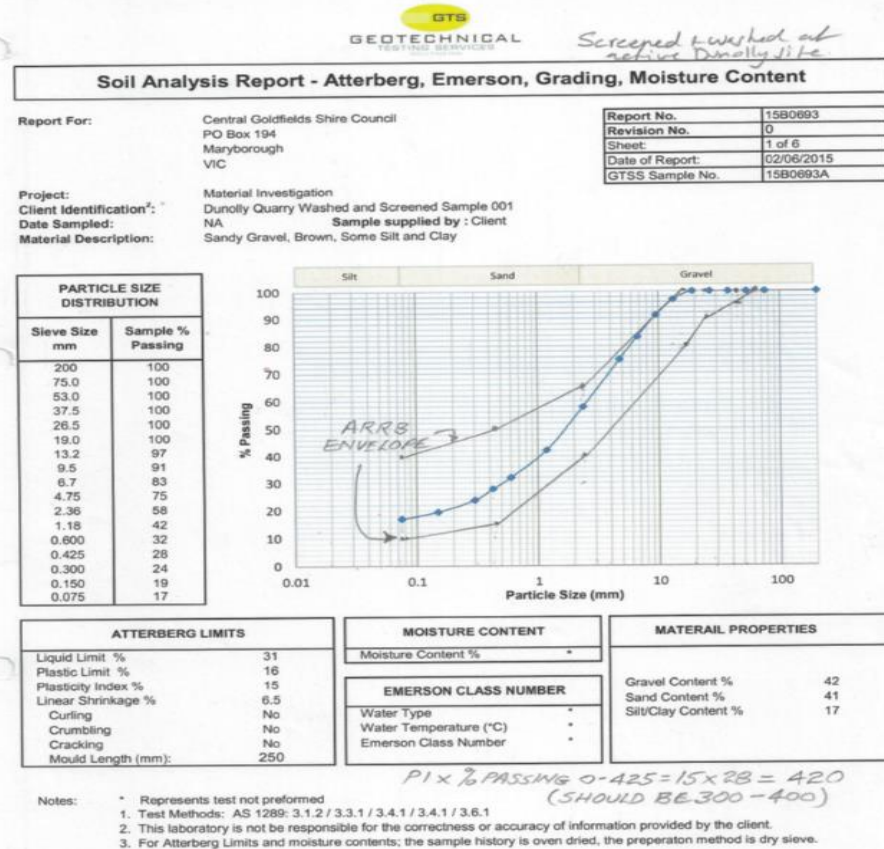 GTS
GEOTECHNICAL
TESTING SERVICES
Screened & washed at
active Dunolly site.
Soil Analysis Report - Atterberg, Emerson, Grading, Moisture Content
Report For: Central Goldfields Shire Council
PO Box 194
Maryborough
VIC
Report No. 15B0693
Revision No. 0
Sheet: 1 of 6
Date of Report: 02/06/2015
GTSS Sample No. 15B0693A
Project: Material Investigation
Client Identification²: Dunolly Quarry Washed and Screened Sample 001
Date Sampled: NA Sample supplied by : Client
Material Description: Sandy Gravel, Brown, Some Silt and Clay
PARTICLE SIZE
DISTRIBUTION
Sieve Size mm Sample % Passing
200 100
75.0 100
53.0 100
37.5 100
26.5 100
19.0 100
13.2 97
9.5 91
6.7 83
4.75 75
2.36 58
1.18 42
0.600 32
0.425 28
0.300 24
0.150 19
0.075 17
Silt Sand Gravel
% Passing
100
90
80
70
60
50
40
30
20
10
0
ARRB
ENVELOPE
0.01 0.1 1 10 100
Particle Size (mm)
ATTERBERG LIMITS
Liquid Limit % 31
Plastic Limit % 16
Plasticity Index % 15
Linear Shrinkage % 6.5
Curling No
Crumbling No
Cracking No
Mould Length (mm): 250
MOISTURE CONTENT
Moisture Content % *
EMERSON CLASS NUMBER
Water Type *
Water Temperature (°C) *
Emerson Class Number *
MATERAIL PROPERTIES
Gravel Content % 42
Sand Content % 41
Silt/Clay Content % 17
PI x % PASSING 0-425 = 15 x 28 = 420
(SHOULD BE 300 - 400)
Notes: * Represents test not preformed
1. Test Methods: AS 1289: 3.1.2 / 3.3.1 / 3.4.1 / 3.4.1 / 3.6.1
2. This laboratory is not be responsible for the correctness or accuracy of information provided by the client.
3. For Atterberg Limits and moisture contents; the sample history is oven dried, the preperaton method is dry sieve.